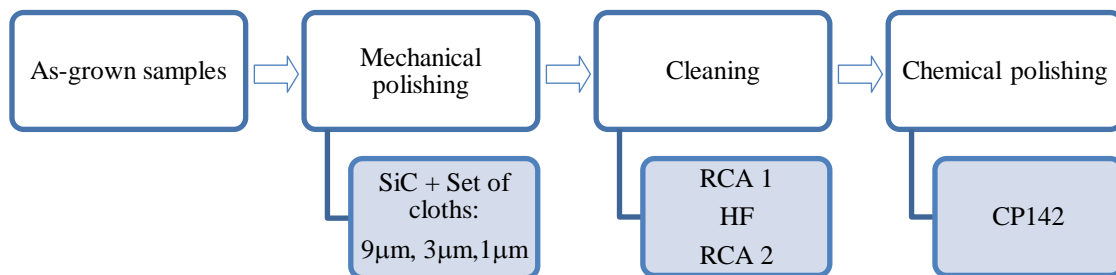 As-grown samples
Mechanical
polishing
Cleaning
Chemical polishing
SiC + Set of
cloths:
9μm, 3μm,1μm
RCA 1
HF
RCA 2
CP142